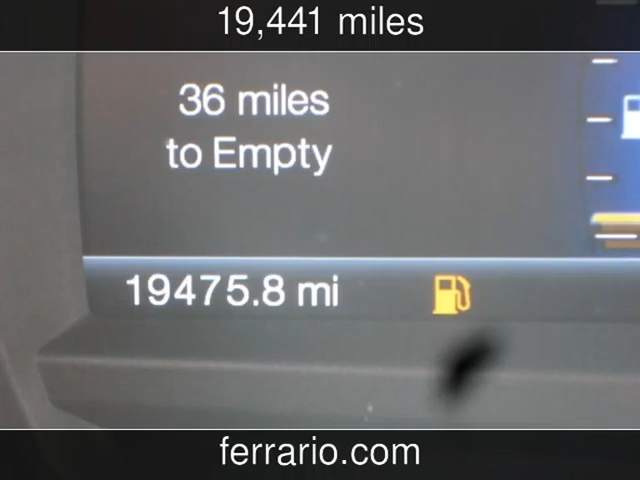 19,441 miles
36 miles
to Empty
19475.8 mi
ferrario.com